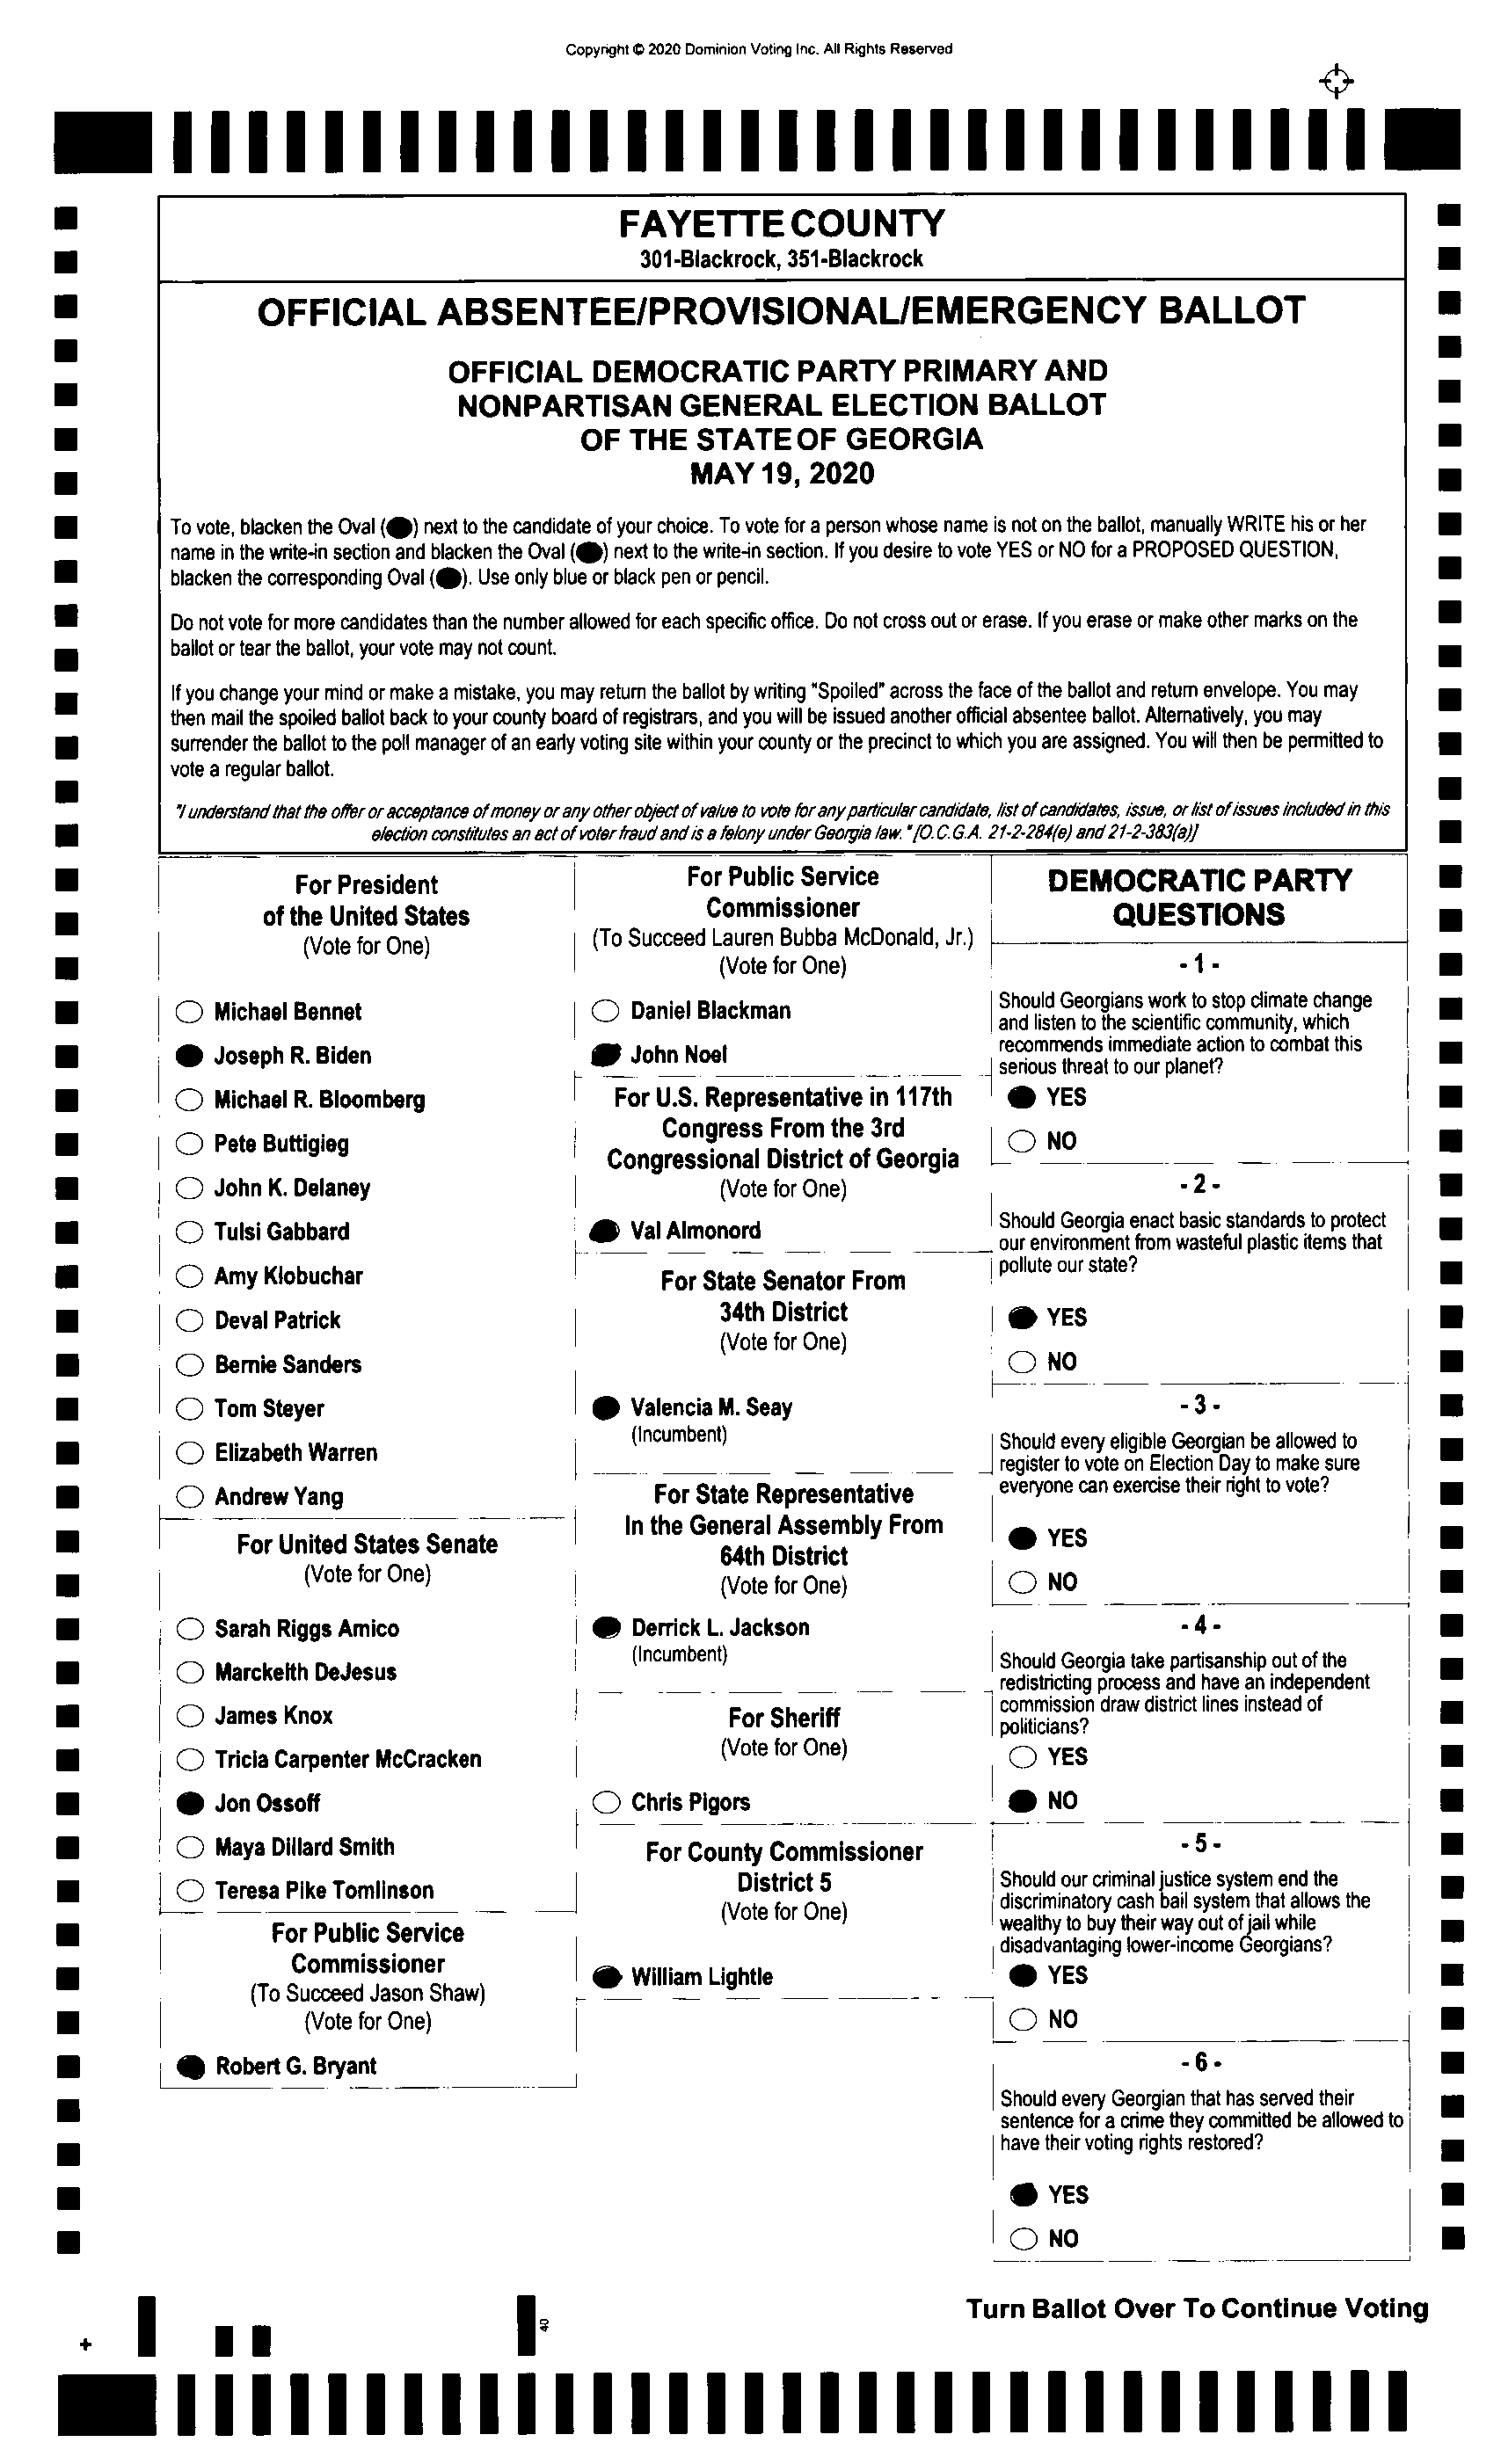 Copyright © 2020 Dominion Voting Inc. All Rights Reserved
FAYETTE COUNTY
301-Blackrock, 351-Blackrock
OFFICIAL ABSENTEE/PROVISIONAL/EMERGENCY BALLOT
OFFICIAL DEMOCRATIC PARTY PRIMARY AND
NONPARTISAN GENERAL ELECTION BALLOT
OF THE STATE OF GEORGIA
MAY 19, 2020
To vote, blacken the Oval ( ) next to the candidate of your choice. To vote for a person whose name is not on the ballot, manually WRITE his or her
name in the write-in section and blacken the Oval ( ) next to the write-in section. If you desire to vote YES or NO for a PROPOSED QUESTION,
blacken the corresponding Oval ( ). Use only blue or black pen or pencil.
Do not vote for more candidates than the number allowed for each specific office. Do not cross out or erase. If you erase or make other marks on the
ballot or tear the ballot, your vote may not count.
If you change your mind or make a mistake, you may return the ballot by writing "Spoiled" across the face of the ballot and return envelope. You may
then mail the spoiled ballot back to your county board of registrars, and you will be issued another official absentee ballot. Alternatively, you may
surrender the ballot to the poll manager of an early voting site within your county or the precinct to which you are assigned. You will then be permitted to
vote a regular ballot.
"I understand that the offer or acceptance of money or any other object of value to vote for any particular candidate, list of candidates, issue, or list of issues included in this
election constitutes an act of voter fraud and is a felony under Georgia law." [O.C.G.A. 21-2-284(e) and 21-2-383(a)]
For President
of the United States
(Vote for One)
Michael Bennet
Joseph R. Biden
Michael R. Bloomberg
Pete Buttigieg
John K. Delaney
Tulsi Gabbard
Amy Klobuchar
Deval Patrick
Bernie Sanders
Tom Steyer
Elizabeth Warren
Andrew Yang
For United States Senate
(Vote for One)
Sarah Riggs Amico
Marckeith DeJesus
James Knox
Tricia Carpenter McCracken
Jon Ossoff
Maya Dillard Smith
Teresa Pike Tomlinson
For Public Service
Commissioner
(To Succeed Jason Shaw)
(Vote for One)
Robert G. Bryant
For Public Service
Commissioner
(To Succeed Lauren Bubba McDonald, Jr.)
(Vote for One)
Daniel Blackman
John Noel
For U.S. Representative in 117th
Congress From the 3rd
Congressional District of Georgia
(Vote for One)
Val Almonord
For State Senator From
34th District
(Vote for One)
Valencia M. Seay
(Incumbent)
For State Representative
In the General Assembly From
64th District
(Vote for One)
Derrick L. Jackson
(Incumbent)
For Sheriff
(Vote for One)
Chris Pigors
For County Commissioner
District 5
(Vote for One)
William Lightle
DEMOCRATIC PARTY
QUESTIONS
- 1 -
Should Georgians work to stop climate change
and listen to the scientific community, which
recommends immediate action to combat this
serious threat to our planet?
YES
NO
- 2 -
Should Georgia enact basic standards to protect
our environment from wasteful plastic items that
pollute our state?
YES
NO
- 3 -
Should every eligible Georgian be allowed to
register to vote on Election Day to make sure
everyone can exercise their right to vote?
YES
NO
- 4 -
Should Georgia take partisanship out of the
redistricting process and have an independent
commission draw district lines instead of
politicians?
YES
NO
- 5 -
Should our criminal justice system end the
discriminatory cash bail system that allows the
wealthy to buy their way out of jail while
disadvantaging lower-income Georgians?
YES
NO
- 6 -
Should every Georgian that has served their
sentence for a crime they committed be allowed to
have their voting rights restored?
YES
NO
Turn Ballot Over To Continue Voting
40